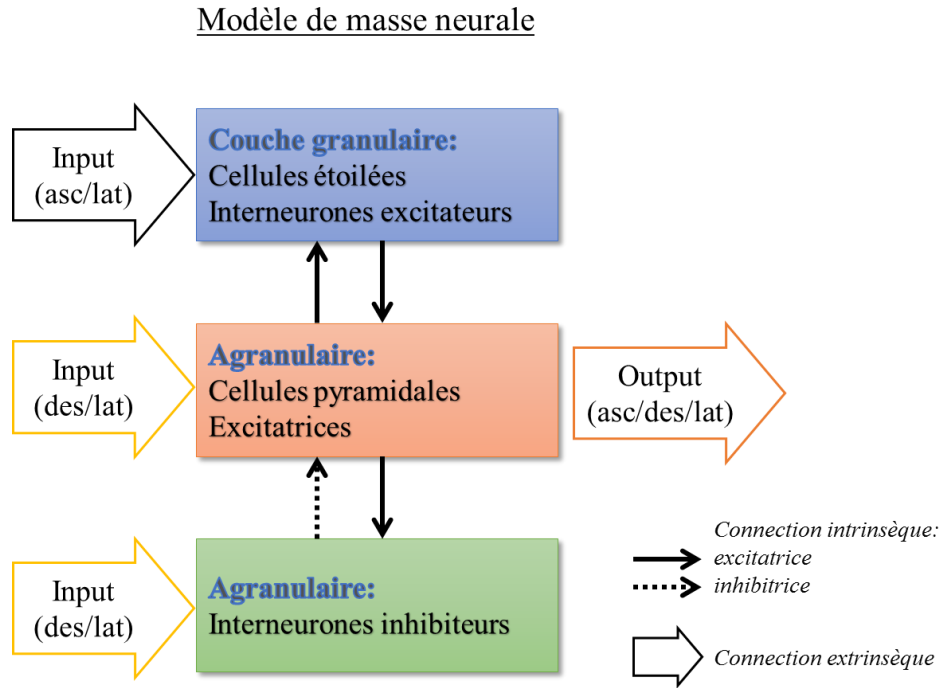 Modèle de masse neurale
Input
(asc/lat)
Couche granulaire:
Cellules étoilées
Interneurones excitateurs
Input
(des/lat)
Agranulaire:
Cellules pyramidales
Excitatrices
Output
(asc/des/lat)
Input
(des/lat)
Agranulaire:
Interneurones inhibiteurs
Connection intrinsèque:
excitatrice
inhibitrice
Connection extrinsèque